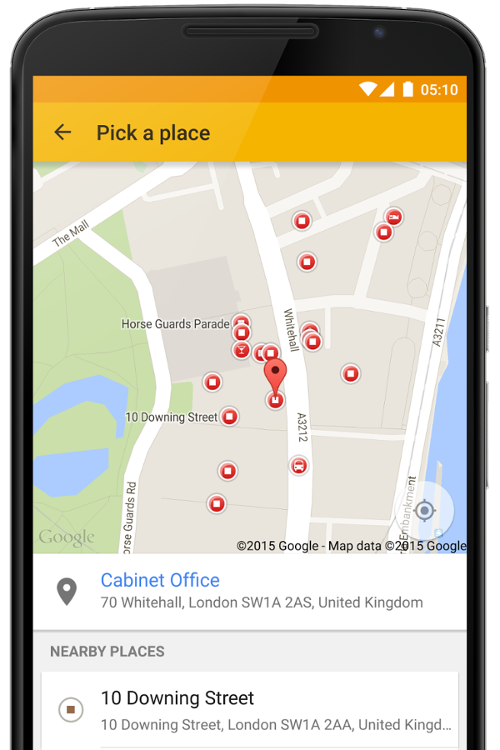 05:10
Pick a place
The Mall
Horse Guards Parade
Whitehall
A3211
10 Downing Street
A3212
orse Guards Rd
Embankment
Google
©2015 Google - Map data ©2015 Google
Cabinet Office
70 Whitehall, London SW1A 2AS, United Kingdom
NEARBY PLACES
10 Downing Street
10 Downing Street, London SW1A 2AA, United Kingd...